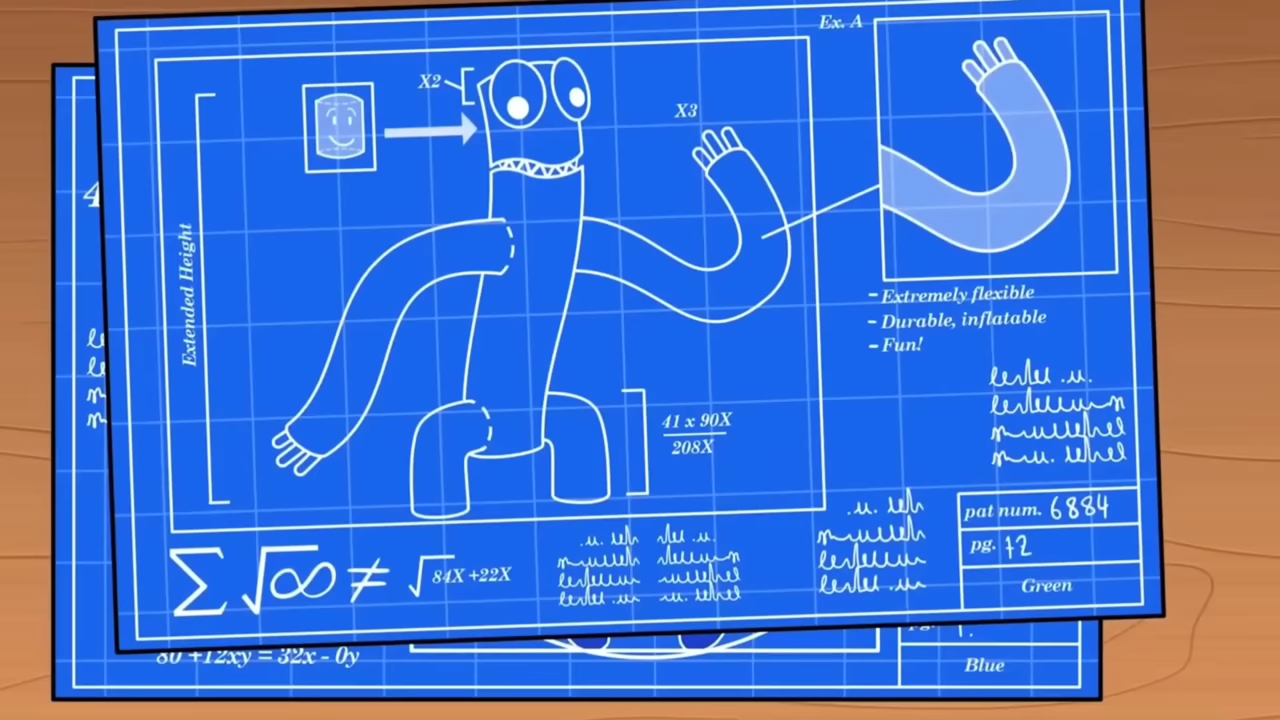 Ex. A
X2
X3
Extended Height
- Extremely flexible
- Durable, inflatable
- Fun!
41 x 90X
208X
pat num. 6884
pg. 12
Green
∑ √∞ ≠ √84X +22X
80 +12xy = 32x - 0y
Blue